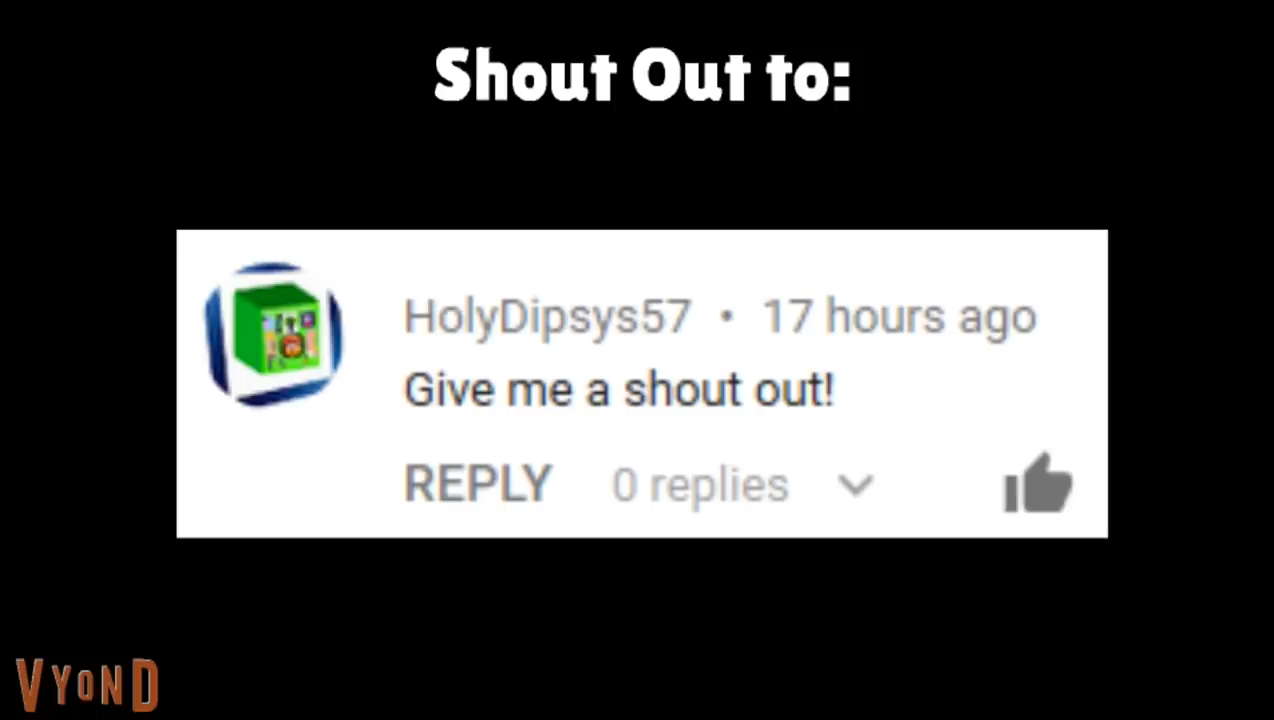 Shout Out to:
HolyDipsys57 • 17 hours ago
Give me a shout out!
REPLY 0 replies
VYOND